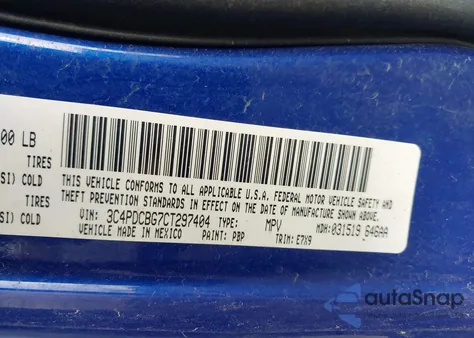 00 LB
TIRES
SI) COLD
TIRES
SI) COLD
THIS VEHICLE CONFORMS TO ALL APPLICABLE U.S.A. FEDERAL MOTOR VEHICLE SAFETY AND
THEFT PREVENTION STANDARDS IN EFFECT ON THE DATE OF MANUFACTURE SHOWN ABOVE.
VIN: 3C4PDCBG7CT297404 TYPE: MPV MDH: 031519 646AA
VEHICLE MADE IN MEXICO PAINT: PBP TRIM: E7X9
autoSnap